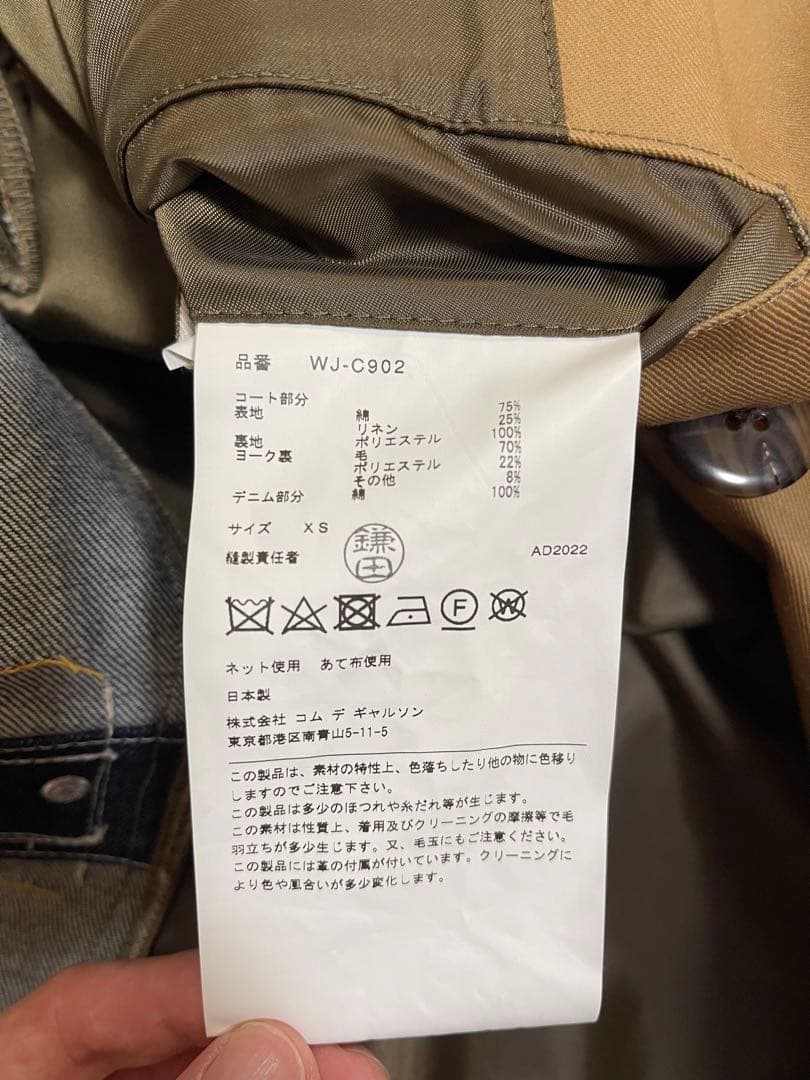 品番 WJ-C902
コート部分
表地 綿 75%
リネン 25%
裏地 ポリエステル 100%
ヨーク裏 毛 70%
ポリエステル 22%
その他 8%
デニム部分 綿 100%
サイズ XS
縫製責任者 鎌田 AD2022
F W
ネット使用 あて布使用
日本製
株式会社 コム デ ギャルソン
東京都港区南青山5-11-5
この製品は、素材の特性上、色落ちしたり他の物に色移り
しますのでご注意下さい。
この製品は多少のほつれや糸だれ等が生じます。
この素材は性質上、着用及びクリーニングの摩擦等で毛
羽立ちが多少生じます。又、毛玉にもご注意ください。
この製品には革の付属が付いています。クリーニングに
より色や風合いが多少変化します。